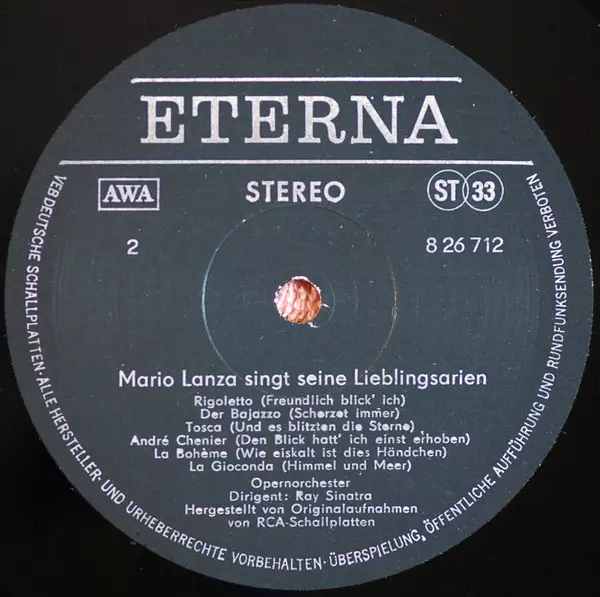 ETERNA
AWA
STEREO
ST 33
2
8 26 712
Mario Lanza singt seine Lieblingsarien
Rigoletto (Freundlich blick' ich)
Der Bajazzo (Scherzet immer)
Tosca (Und es blitzten die Sterne)
André Chenier (Den Blick hatt' ich einst erhoben)
La Bohème (Wie eiskalt ist dies Händchen)
La Gioconda (Himmel und Meer)
Opernorchester
Dirigent: Ray Sinatra
Hergestellt von Originalaufnahmen
von RCA-Schallplatten
VEB DEUTSCHE SCHALLPLATTEN · ALLE HERSTELLER- UND URHEBERRECHTE VORBEHALTEN · ÜBERSPIELUNG, ÖFFENTLICHE AUFFÜHRUNG UND RUNDFUNKSENDUNG VERBOTEN